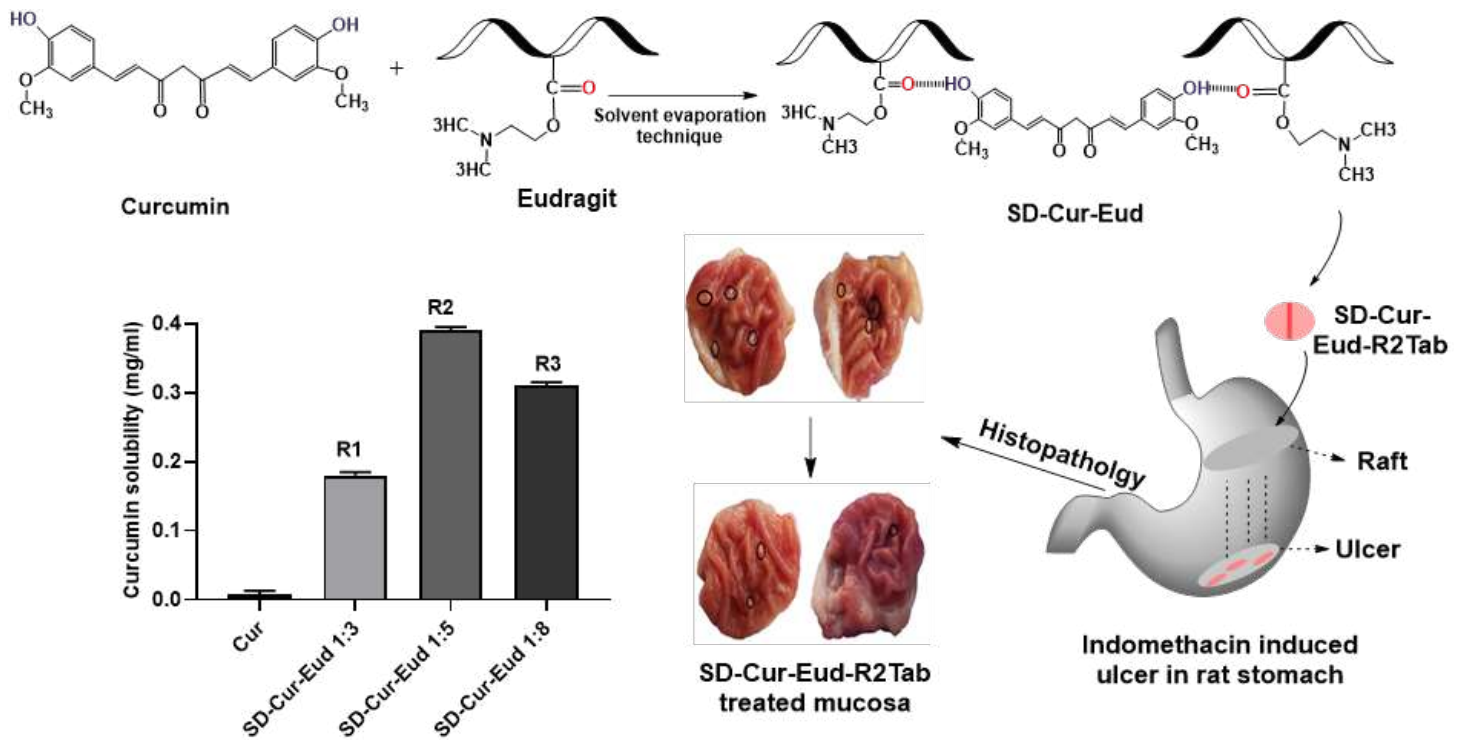 HO
OH
O
CH3
O
O
O
CH3
+
Curcumin
C=O
O
3HC
N
3HC
Eudragit
Solvent evaporation
technique
C=O
O
3HC
N
CH3
HO
OH
O
CH3
O
O
O
CH3
O=C
O
CH3
N
CH3
SD-Cur-Eud
SD-Cur-
Eud-R2Tab
Raft
Ulcer
Indomethacin induced
ulcer in rat stomach
Histopatholgy
SD-Cur-Eud-R2Tab
treated mucosa
Curcumin solubility (mg/ml)
0.4
0.3
0.2
0.1
0.0
R1
R2
R3
Cur
SD-Cur-Eud 1:3
SD-Cur-Eud 1:5
SD-Cur-Eud 1:8